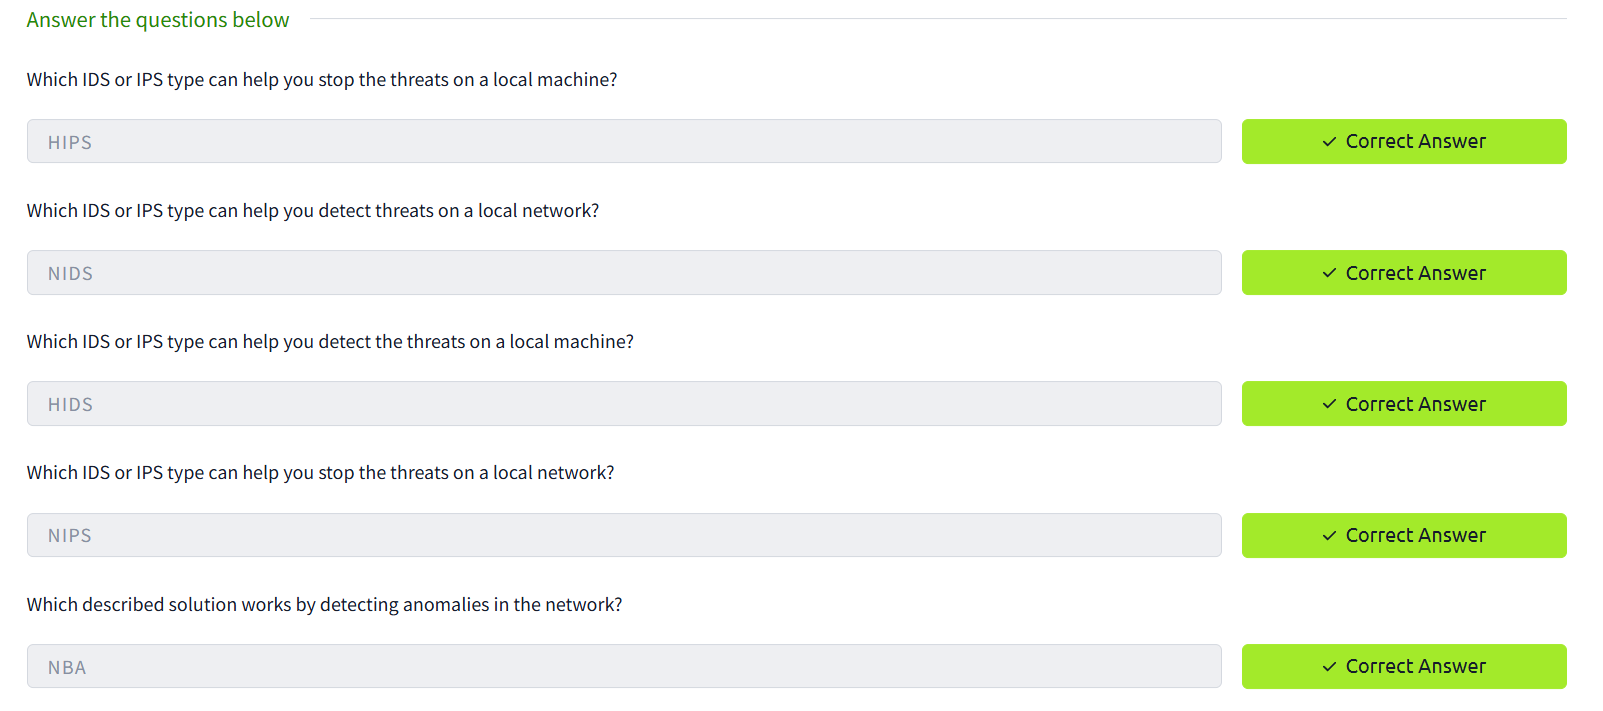 Answer the questions below
Which IDS or IPS type can help you stop the threats on a local machine?
HIPS
✓ Correct Answer
Which IDS or IPS type can help you detect threats on a local network?
NIDS
✓ Correct Answer
Which IDS or IPS type can help you detect the threats on a local machine?
HIDS
✓ Correct Answer
Which IDS or IPS type can help you stop the threats on a local network?
NIPS
✓ Correct Answer
Which described solution works by detecting anomalies in the network?
NBA
✓ Correct Answer